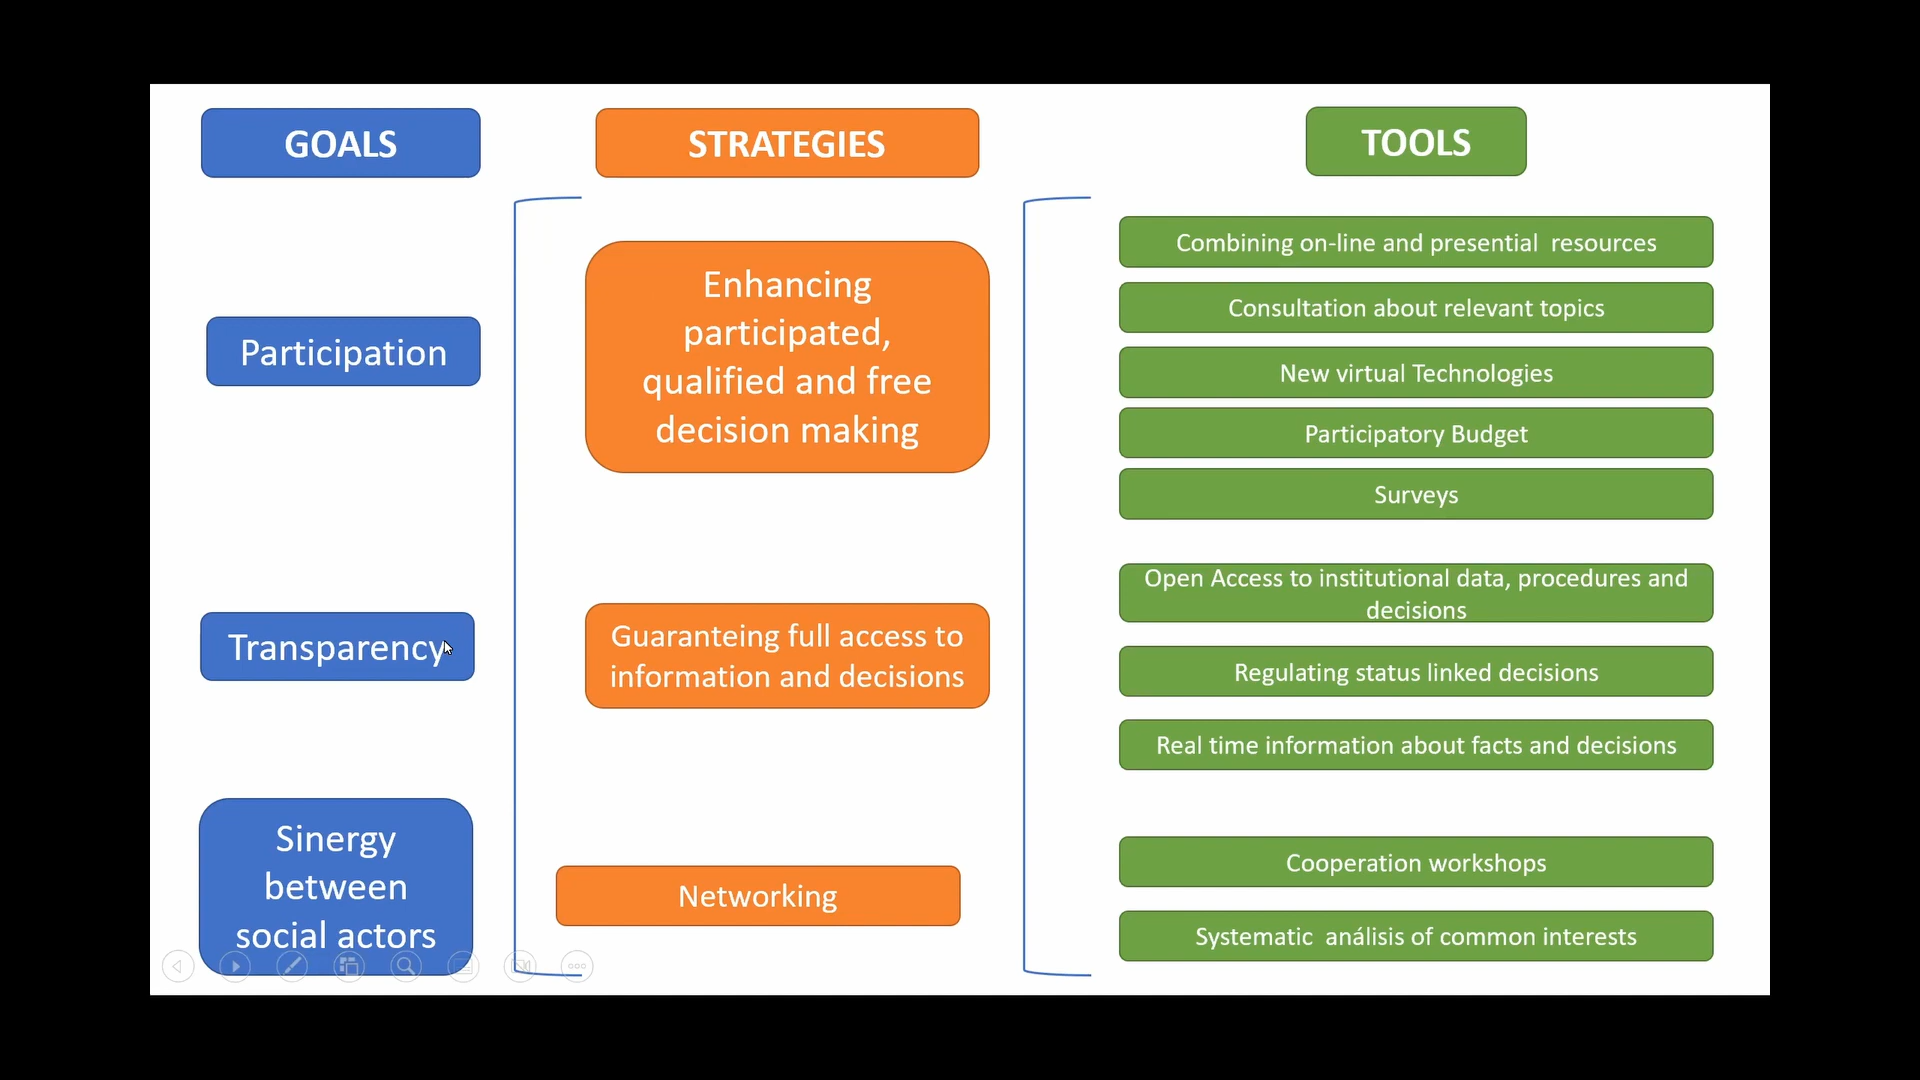 GOALS
STRATEGIES
TOOLS
Participation
Enhancing
participated,
qualified and free
decision making
Combining on-line and presential  resources
Consultation about relevant topics
New virtual Technologies
Participatory Budget
Surveys
Transparency
Guaranteing full access to
information and decisions
Open Access to institutional data, procedures and
decisions
Regulating status linked decisions
Real time information about facts and decisions
Sinergy
between
social actors
Networking
Cooperation workshops
Systematic  análisis of common interests